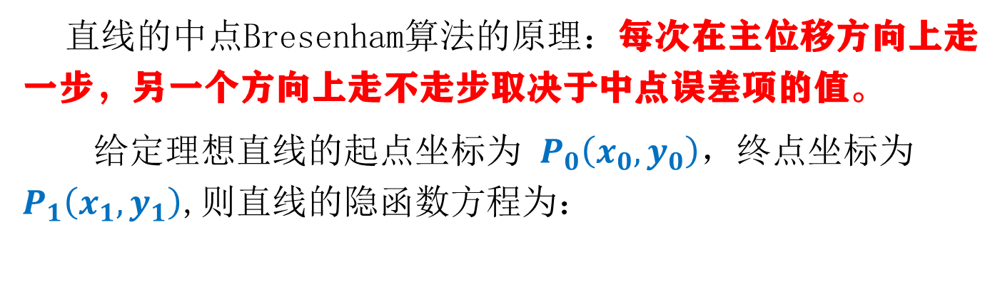 直线的中点Bresenham算法的原理：每次在主位移方向上走
一步，另一个方向上走不走步取决于中点误差项的值。
给定理想直线的起点坐标为 P₀(x₀,y₀)，终点坐标为
P₁(x₁,y₁),则直线的隐函数方程为：